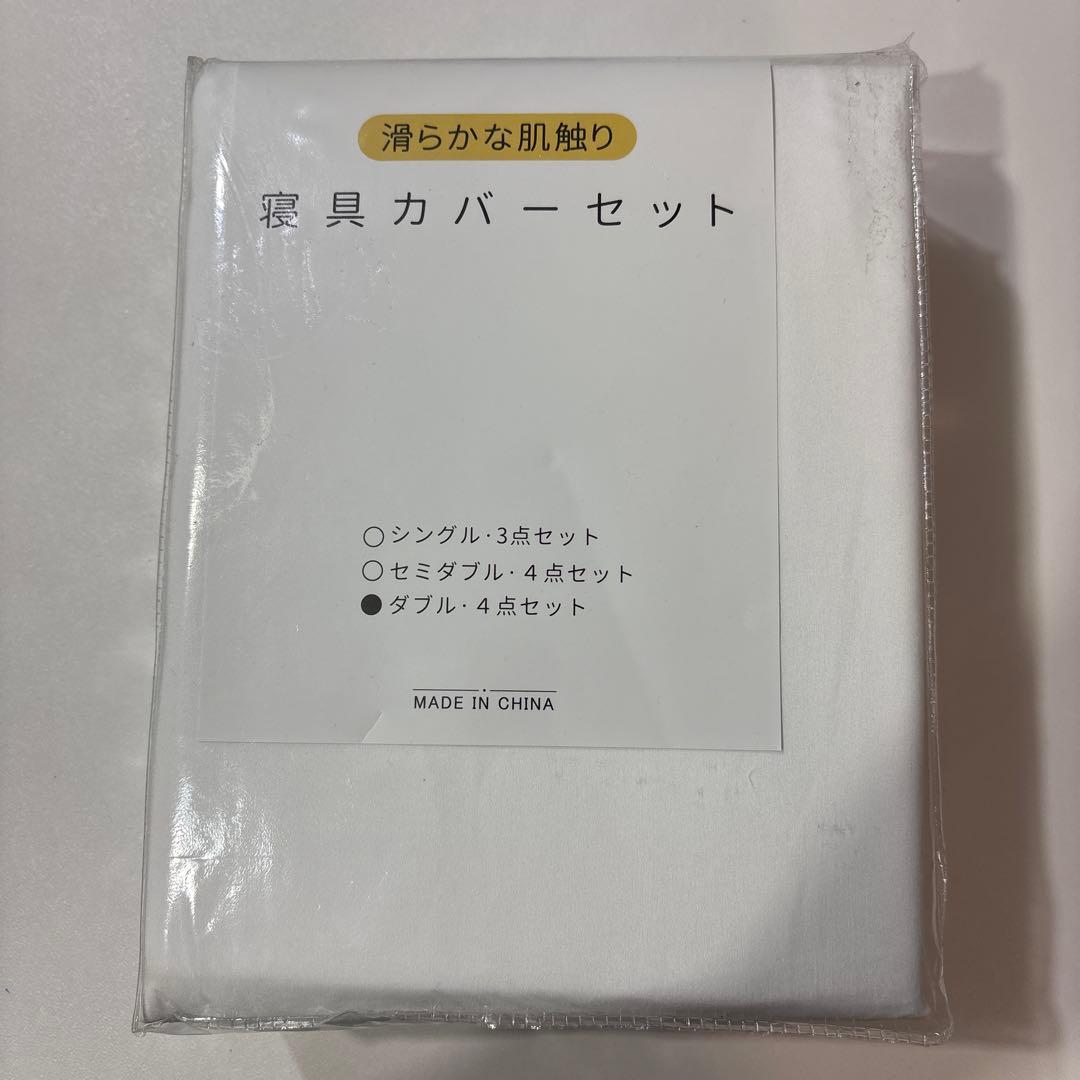 滑らかな肌触り
寝具カバーセット
○シングル・3点セット
○セミダブル・４点セット
●ダブル・４点セット
MADE IN CHINA